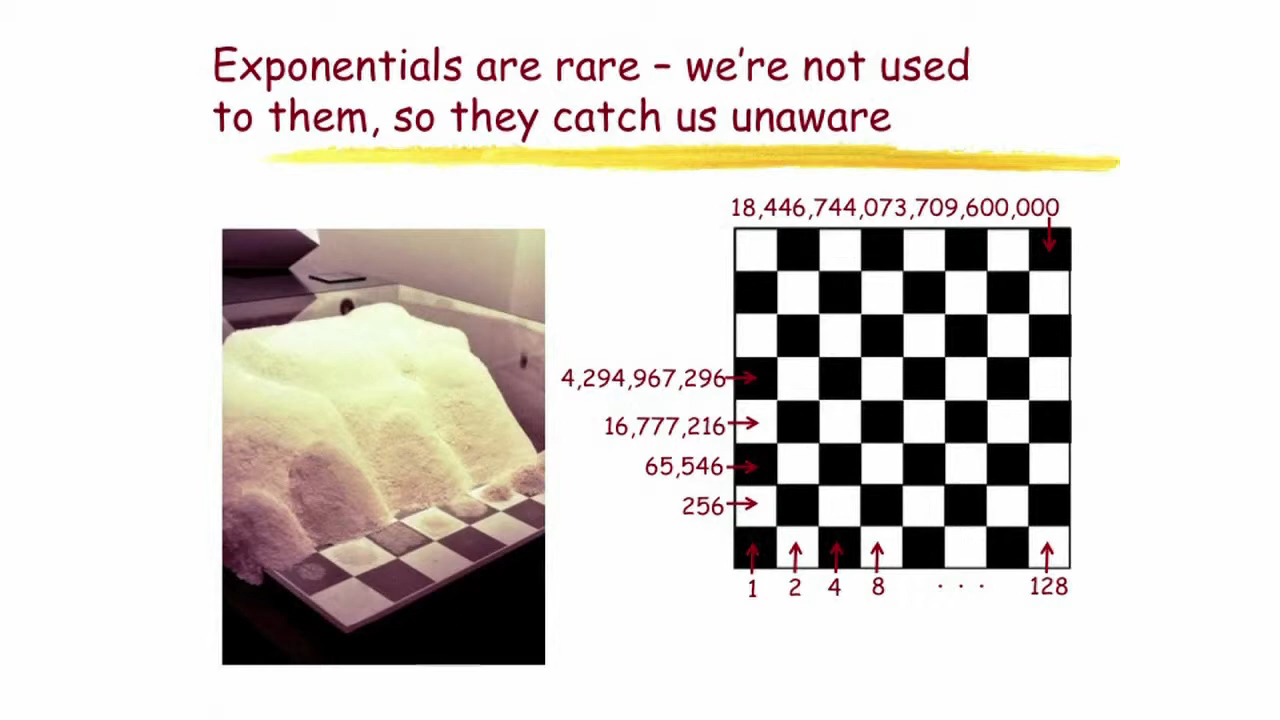 Exponentials are rare – we're not used
to them, so they catch us unaware
18,446,744,073,709,600,000
4,294,967,296
16,777,216
65,546
256
1 2 4 8 . . . 128